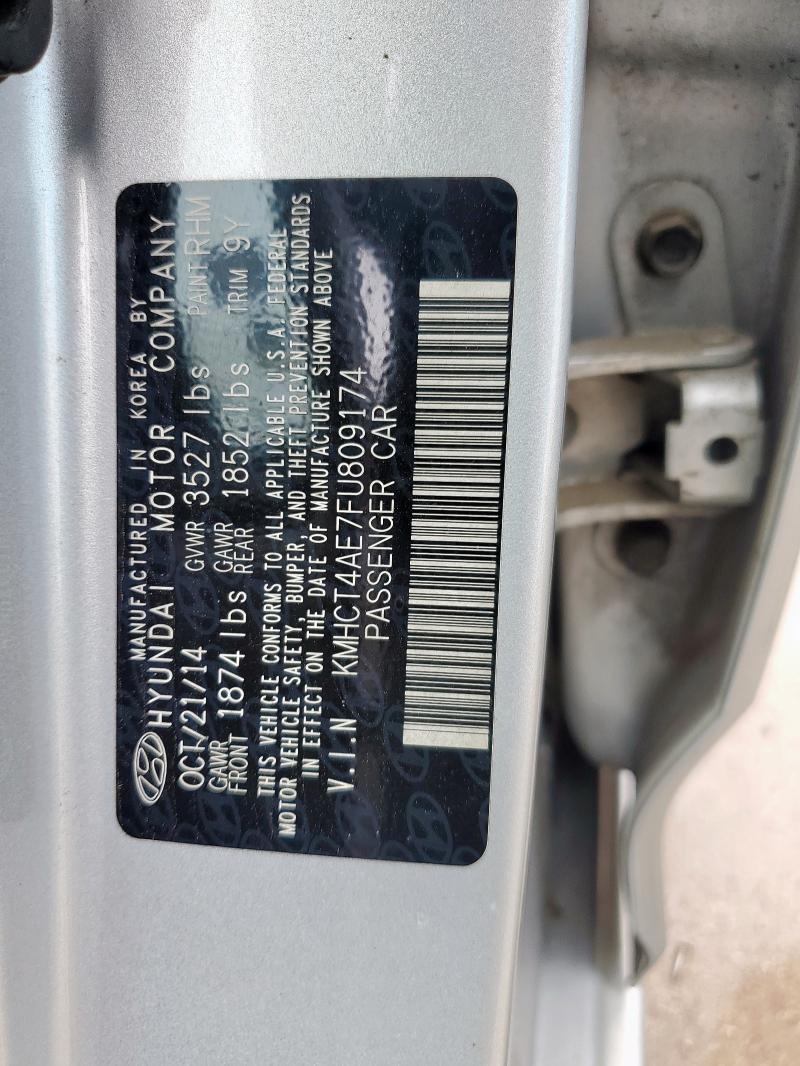 MANUFACTURED IN KOREA BY
HYUNDAI MOTOR COMPANY
OCT/21/14 GVWR 3527 lbs PAINT RHM
GAWR FRONT 1874 lbs GAWR REAR 1852 lbs TRIM 9Y
THIS VEHICLE CONFORMS TO ALL APPLICABLE U.S.A. FEDERAL
MOTOR VEHICLE SAFETY, BUMPER, AND THEFT PREVENTION STANDARDS
IN EFFECT ON THE DATE OF MANUFACTURE SHOWN ABOVE
V.I.N KMHCT4AE7FU809174
PASSENGER CAR